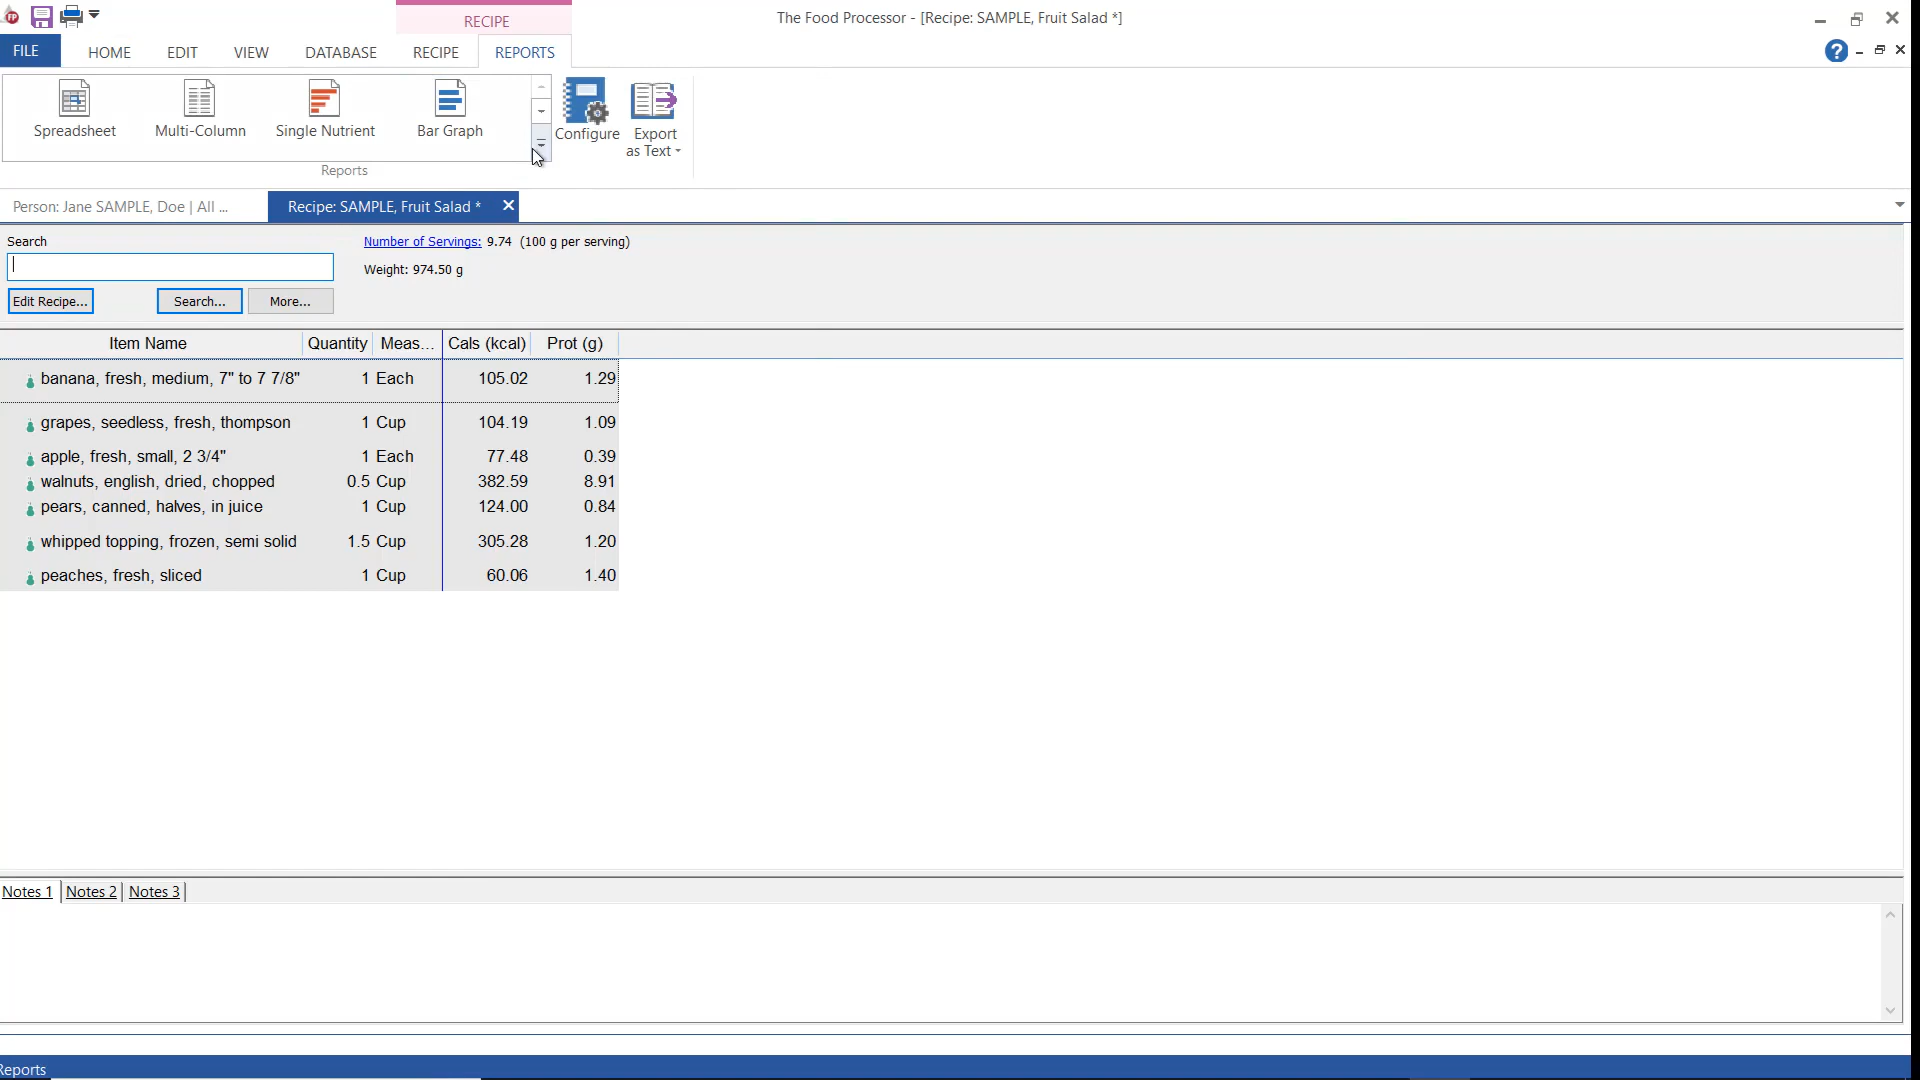 FP
RECIPE
The Food Processor - [Recipe: SAMPLE, Fruit Salad *]
FILE HOME EDIT VIEW DATABASE RECIPE REPORTS
?
Spreadsheet Multi-Column Single Nutrient Bar Graph Configure Export
as Text
Reports
Person: Jane SAMPLE, Doe | All ... Recipe: SAMPLE, Fruit Salad *
Search
Number of Servings: 9.74 (100 g per serving)
Weight: 974.50 g
Edit Recipe... Search... More...
Item Name Quantity Meas... Cals (kcal) Prot (g)
banana, fresh, medium, 7" to 7 7/8" 1 Each 105.02 1.29
grapes, seedless, fresh, thompson 1 Cup 104.19 1.09
apple, fresh, small, 2 3/4" 1 Each 77.48 0.39
walnuts, english, dried, chopped 0.5 Cup 382.59 8.91
pears, canned, halves, in juice 1 Cup 124.00 0.84
whipped topping, frozen, semi solid 1.5 Cup 305.28 1.20
peaches, fresh, sliced 1 Cup 60.06 1.40
Notes 1 Notes 2 Notes 3
Reports